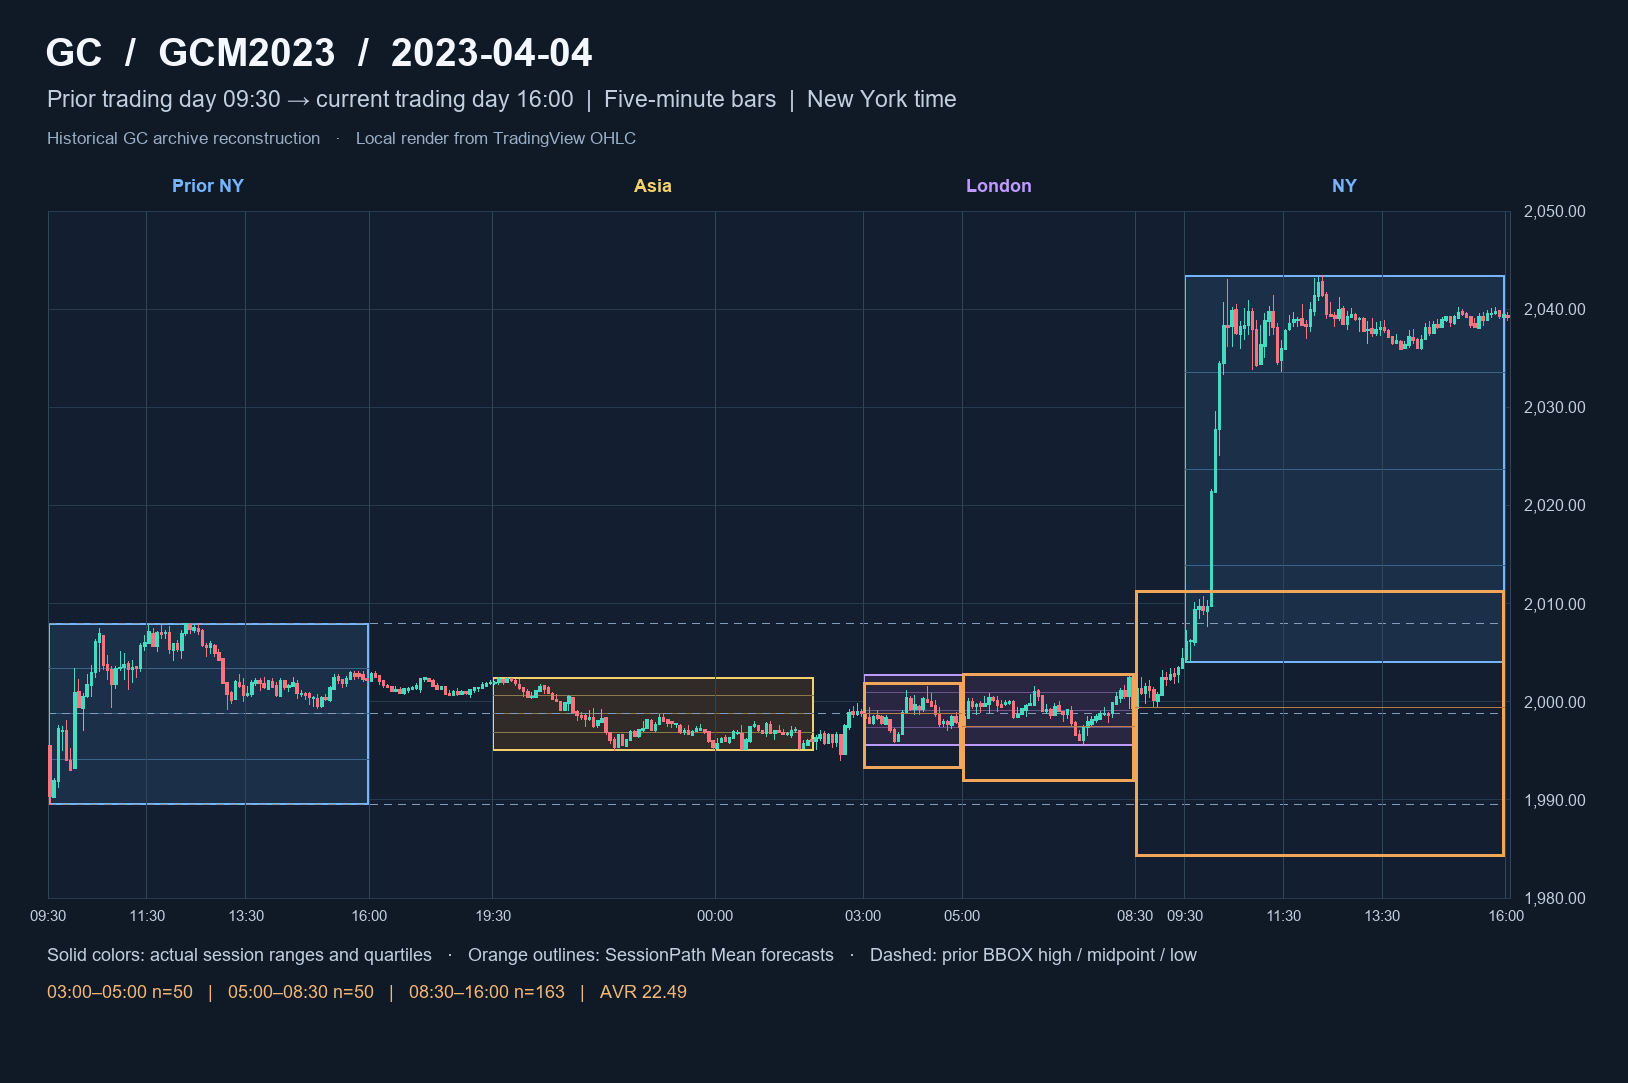 GC / GCM2023 / 2023-04-04
Prior trading day 09:30 → current trading day 16:00 | Five-minute bars | New York time
Historical GC archive reconstruction · Local render from TradingView OHLC
Prior NY Asia London NY
2,050.00
2,040.00
2,030.00
2,020.00
2,010.00
2,000.00
1,990.00
1,980.00
09:30 11:30 13:30 16:00 19:30 00:00 03:00 05:00 08:30 09:30 11:30 13:30 16:00
Solid colors: actual session ranges and quartiles · Orange outlines: SessionPath Mean forecasts · Dashed: prior BBOX high / midpoint / low
03:00–05:00 n=50 | 05:00–08:30 n=50 | 08:30–16:00 n=163 | AVR 22.49